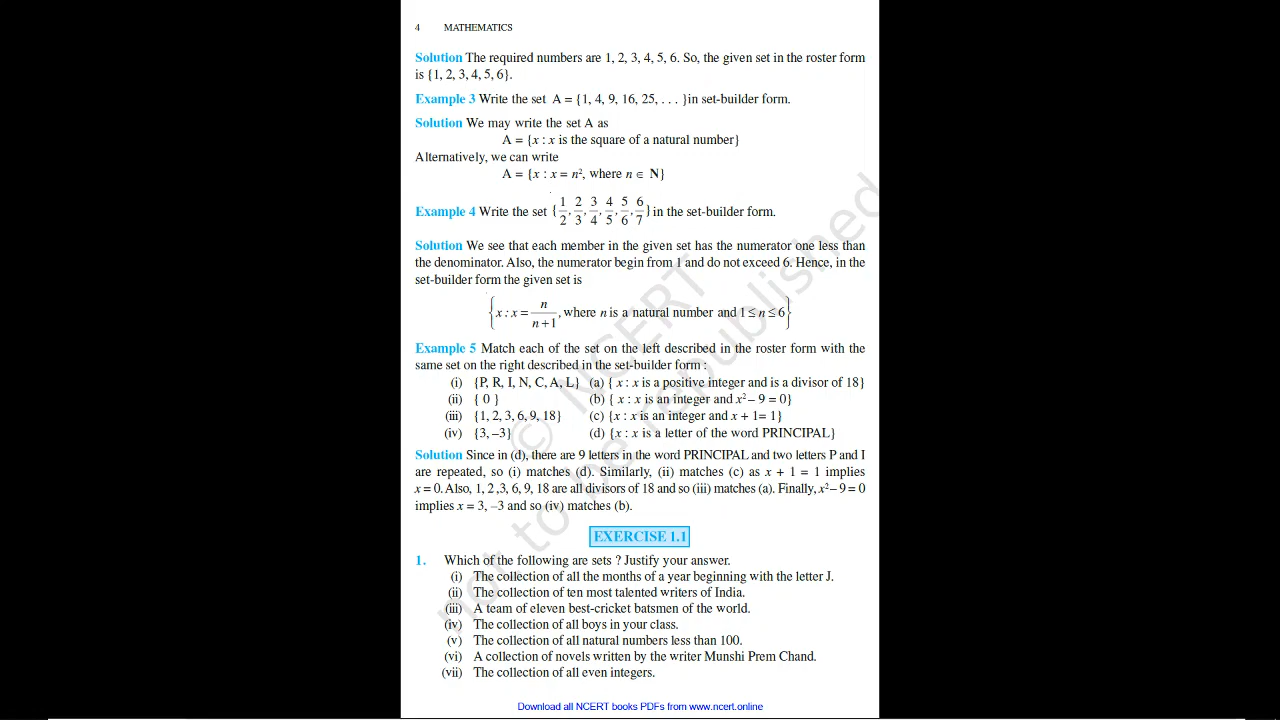 4 MATHEMATICS
Solution The required numbers are 1, 2, 3, 4, 5, 6. So, the given set in the roster form
is {1, 2, 3, 4, 5, 6}.
Example 3 Write the set A = {1, 4, 9, 16, 25, . . . }in set-builder form.
Solution We may write the set A as
A = {x : x is the square of a natural number}
Alternatively, we can write
A = {x : x = n², where n ∈ N}
Example 4 Write the set {1/2, 2/3, 3/4, 4/5, 5/6, 6/7} in the set-builder form.
Solution We see that each member in the given set has the numerator one less than
the denominator. Also, the numerator begin from 1 and do not exceed 6. Hence, in the
set-builder form the given set is
{x : x = n/(n+1), where n is a natural number and 1 ≤ n ≤ 6}
Example 5 Match each of the set on the left described in the roster form with the
same set on the right described in the set-builder form :
(i) {P, R, I, N, C, A, L} (a) { x : x is a positive integer and is a divisor of 18}
(ii) { 0 } (b) { x : x is an integer and x² – 9 = 0}
(iii) {1, 2, 3, 6, 9, 18} (c) {x : x is an integer and x + 1= 1}
(iv) {3, –3} (d) {x : x is a letter of the word PRINCIPAL}
Solution Since in (d), there are 9 letters in the word PRINCIPAL and two letters P and I
are repeated, so (i) matches (d). Similarly, (ii) matches (c) as x + 1 = 1 implies
x = 0. Also, 1, 2 ,3, 6, 9, 18 are all divisors of 18 and so (iii) matches (a). Finally, x² – 9 = 0
implies x = 3, –3 and so (iv) matches (b).
EXERCISE 1.1
1. Which of the following are sets ? Justify your answer.
(i) The collection of all the months of a year beginning with the letter J.
(ii) The collection of ten most talented writers of India.
(iii) A team of eleven best-cricket batsmen of the world.
(iv) The collection of all boys in your class.
(v) The collection of all natural numbers less than 100.
(vi) A collection of novels written by the writer Munshi Prem Chand.
(vii) The collection of all even integers.
Download all NCERT books PDFs from www.ncert.online
© NCERT
not to be republished